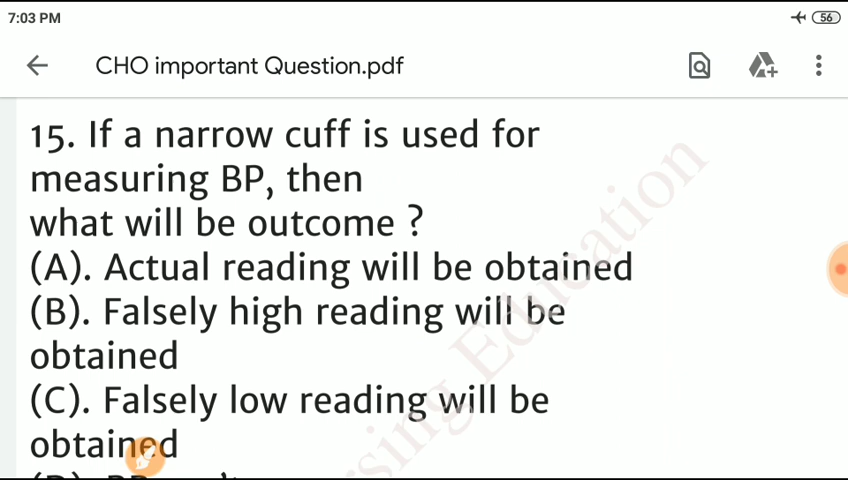 7:03 PM
56
CHO important Question.pdf
15. If a narrow cuff is used for
measuring BP, then
what will be outcome ?
(A). Actual reading will be obtained
(B). Falsely high reading will be
obtained
(C). Falsely low reading will be
obtained
Education